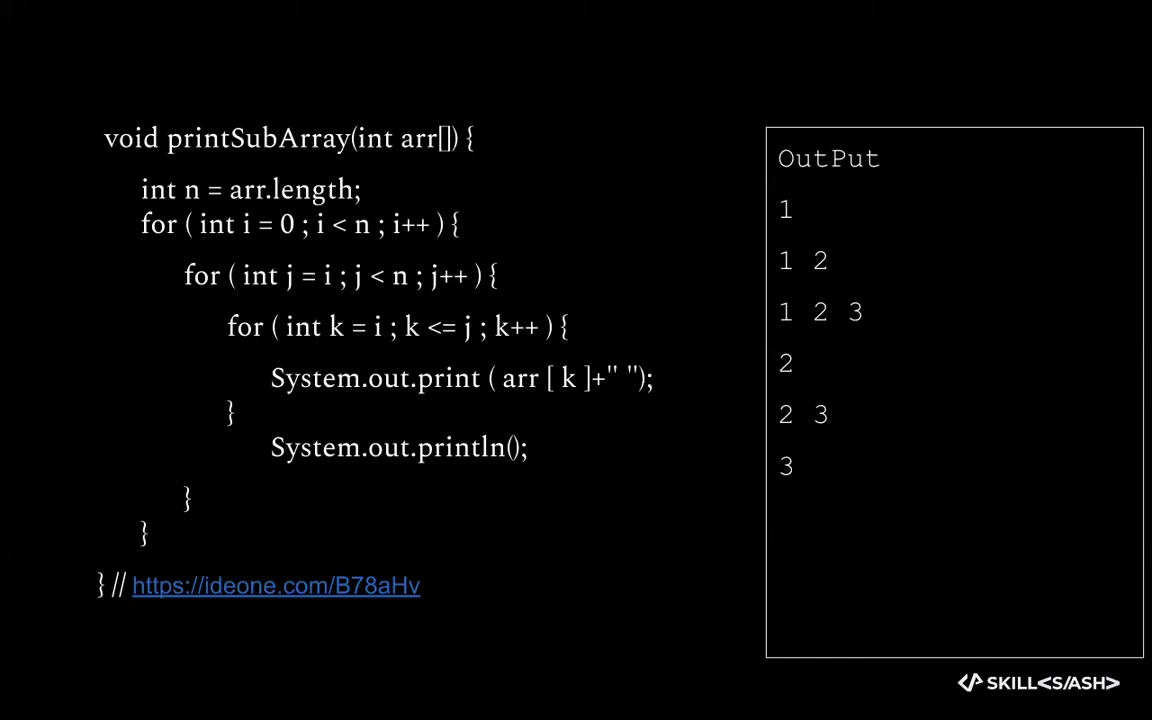 void printSubArray(int arr[]) {
int n = arr.length;
for ( int i = 0 ; i < n ; i++ ) {
for ( int j = i ; j < n ; j++ ) {
for ( int k = i ; k <= j ; k++ ) {
System.out.print ( arr [ k ]+" ");
}
System.out.println();
}
}
} // https://ideone.com/B78aHv
OutPut
1
1 2
1 2 3
2
2 3
3
</> SKILL<S/ASH>